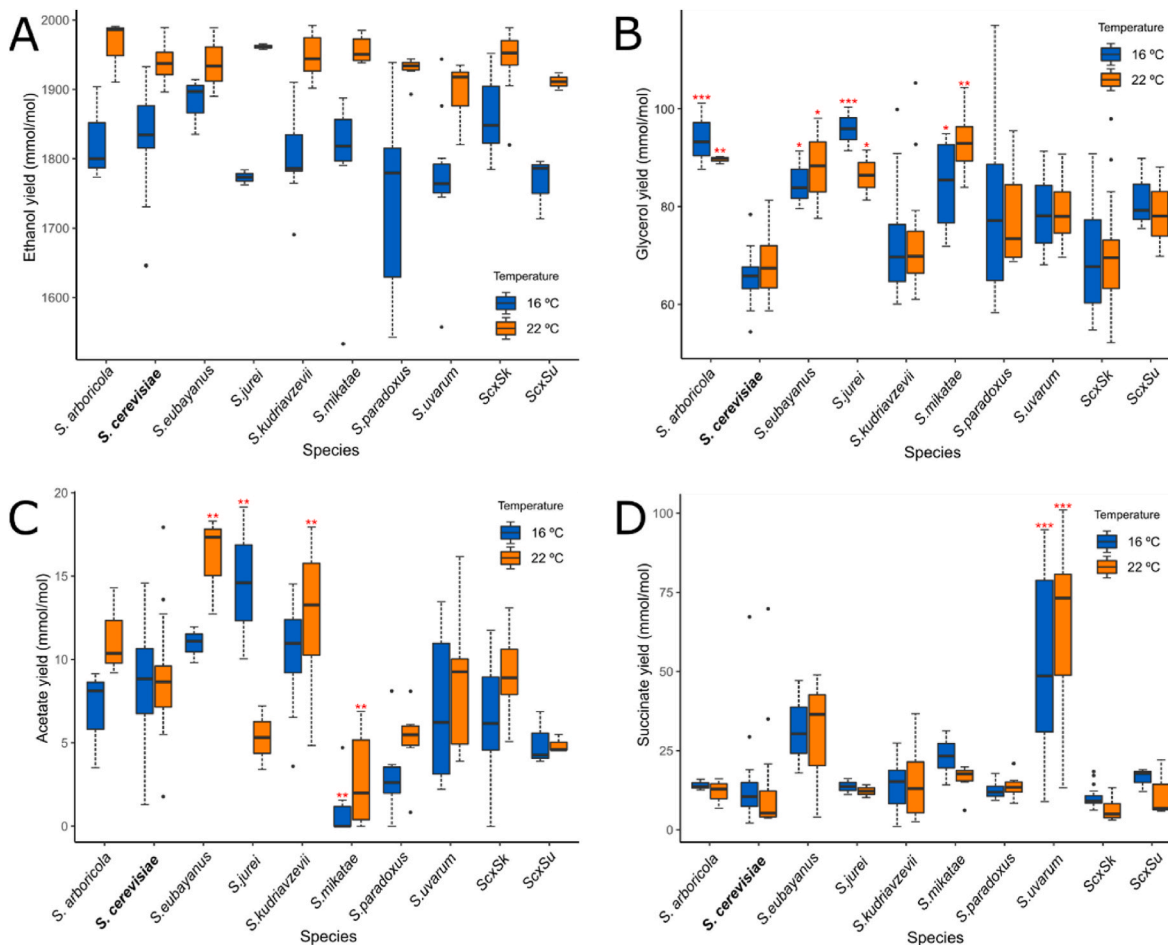 A
Ethanol yield (mmol/mol)
2000
1900
1800
1700
1600
Temperature
16 ºC
22 ºC
S. arboricola
S. cerevisiae
S.eubayanus
S.jurei
S.kudriavzevii
S.mikatae
S.paradoxus
S.uvarum
ScxSk
ScxSu
Species
B
Glycerol yield (mmol/mol)
100
80
60
Temperature
16 ºC
22 ºC
***
**
*
*
***
*
*
**
S. arboricola
S. cerevisiae
S.eubayanus
S.jurei
S.kudriavzevii
S.mikatae
S.paradoxus
S.uvarum
ScxSk
ScxSu
Species
C
Acetate yield (mmol/mol)
20
15
10
5
0
Temperature
16 ºC
22 ºC
**
**
**
**
**
S. arboricola
S. cerevisiae
S.eubayanus
S.jurei
S.kudriavzevii
S.mikatae
S.paradoxus
S.uvarum
ScxSk
ScxSu
Species
D
Succinate yield (mmol/mol)
100
75
50
25
0
Temperature
16 ºC
22 ºC
***
***
S. arboricola
S. cerevisiae
S.eubayanus
S.jurei
S.kudriavzevii
S.mikatae
S.paradoxus
S.uvarum
ScxSk
ScxSu
Species